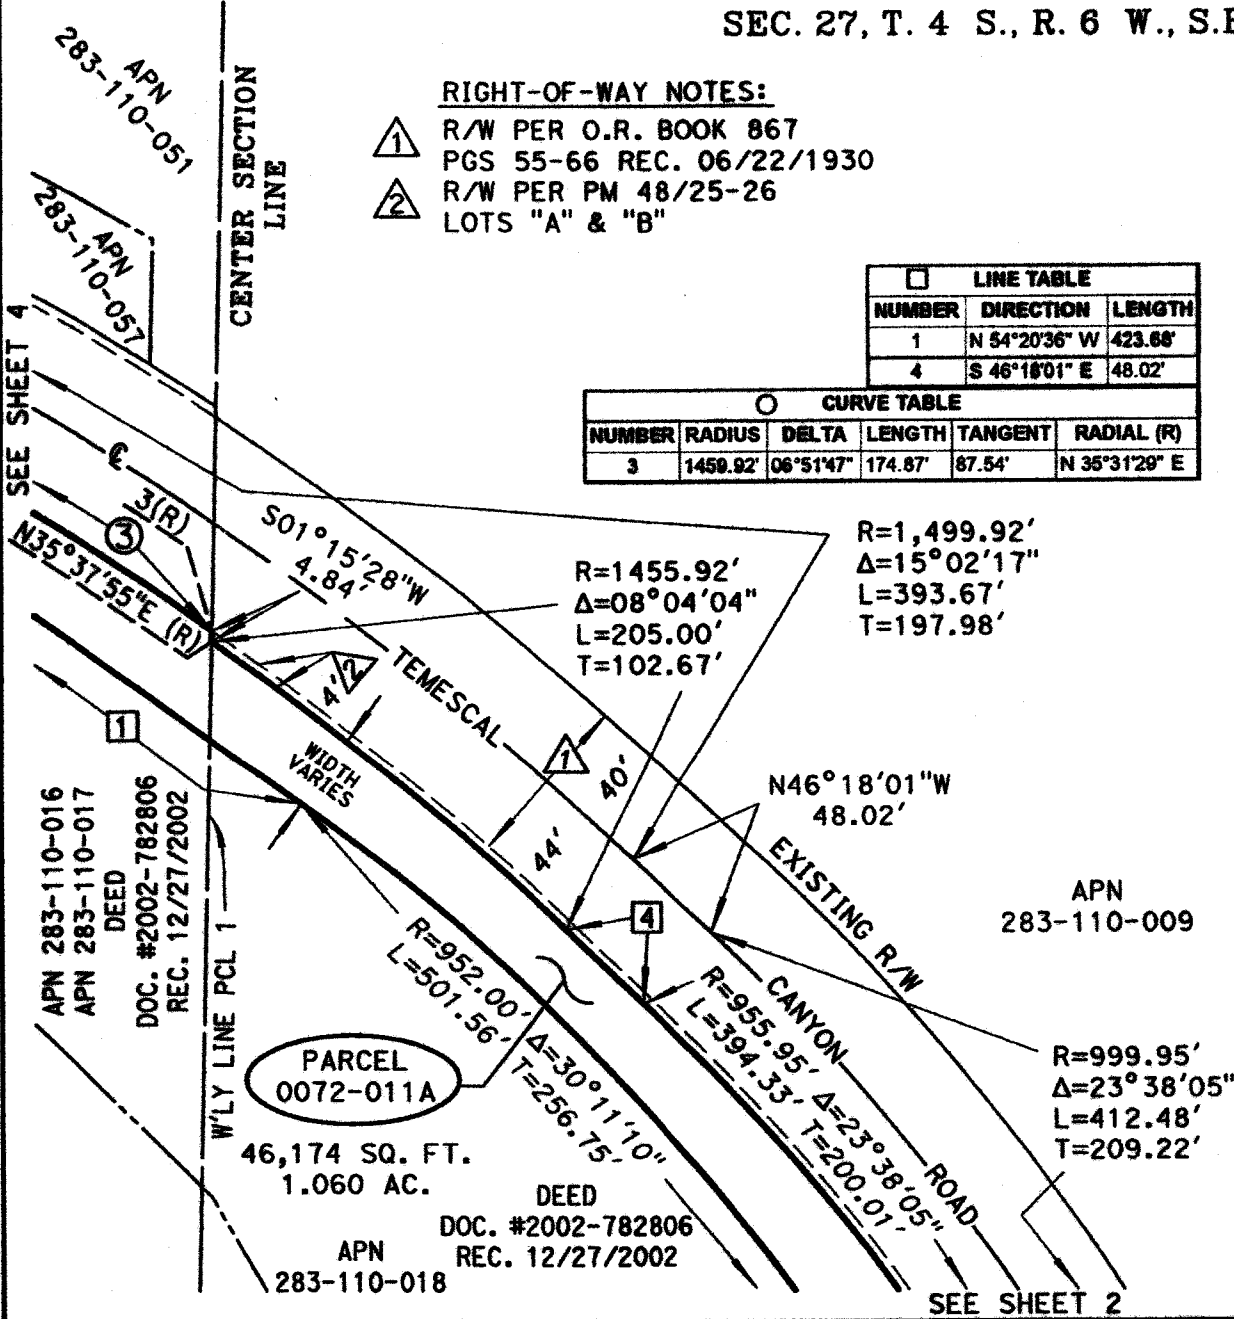 SEC. 27, T. 4 S., R. 6 W., S.
APN
283-110-051
APN
283-110-057
CENTER SECTION
LINE
RIGHT-OF-WAY NOTES:
1 R/W PER O.R. BOOK 867
PGS 55-66 REC. 06/22/1930
2 R/W PER PM 48/25-26
LOTS "A" & "B"
LINE TABLE
NUMBER DIRECTION LENGTH
1 N 54°20'36" W 423.68'
4 S 46°18'01" E 48.02'
CURVE TABLE
NUMBER RADIUS DELTA LENGTH TANGENT RADIAL (R)
3 1459.92' 06°51'47" 174.87' 87.54' N 35°31'29" E
SEE SHEET 4
℄
3(R)
3
N35°37'55"E (R)
S01°15'28"W
4.84'
R=1455.92'
Δ=08°04'04"
L=205.00'
T=102.67'
R=1,499.92'
Δ=15°02'17"
L=393.67'
T=197.98'
4'
2
TEMESCAL
1
40'
44'
WIDTH
VARIES
N46°18'01"W
48.02'
EXISTING R/W
APN
283-110-009
1
APN 283-110-016
APN 283-110-017
DEED
DOC. #2002-782806
REC. 12/27/2002
W'LY LINE PCL 1
4
R=952.00' Δ=30°11'10"
L=501.56' T=256.75'
R=955.95' Δ=23°38'05"
L=394.33' T=200.01'
CANYON
ROAD
R=999.95'
Δ=23°38'05"
L=412.48'
T=209.22'
PARCEL
0072-011A
46,174 SQ. FT.
1.060 AC.
DEED
DOC. #2002-782806
REC. 12/27/2002
APN
283-110-018
SEE SHEET 2